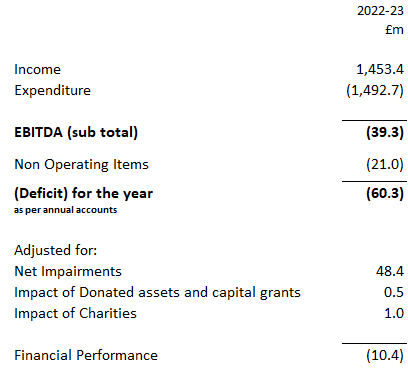 2022-23
£m
Income 1,453.4
Expenditure (1,492.7)
EBITDA (sub total) (39.3)
Non Operating Items (21.0)
(Deficit) for the year (60.3)
as per annual accounts
Adjusted for:
Net Impairments 48.4
Impact of Donated assets and capital grants 0.5
Impact of Charities 1.0
Financial Performance (10.4)